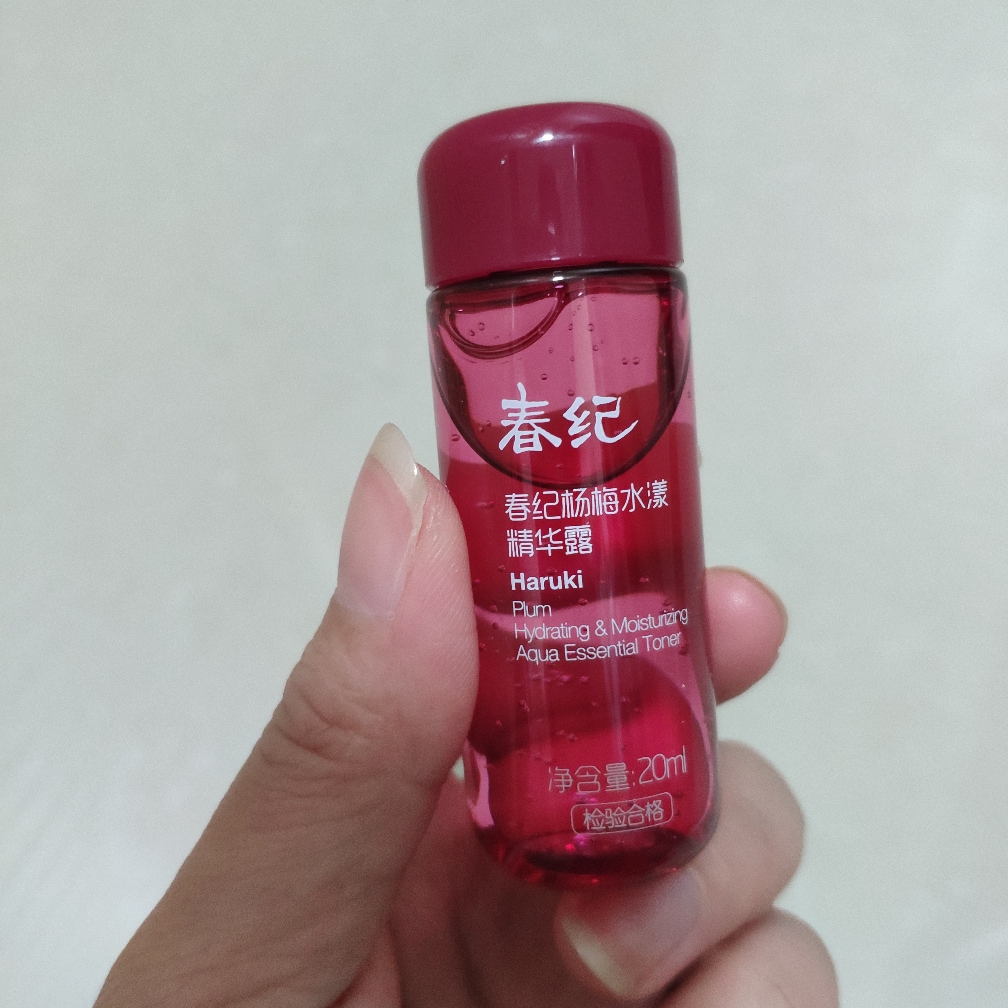 春纪
春纪杨梅水漾
精华露
Haruki
Plum
Hydrating & Moisturizing
Aqua Essential Toner
净含量:20ml
检验合格